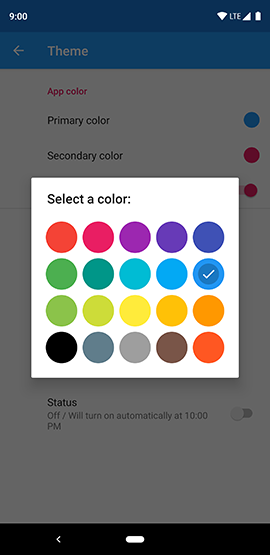 9:00
LTE
Theme
App color
Primary color
Secondary color
Select a color:
Status
Off / Will turn on automatically at 10:00
PM